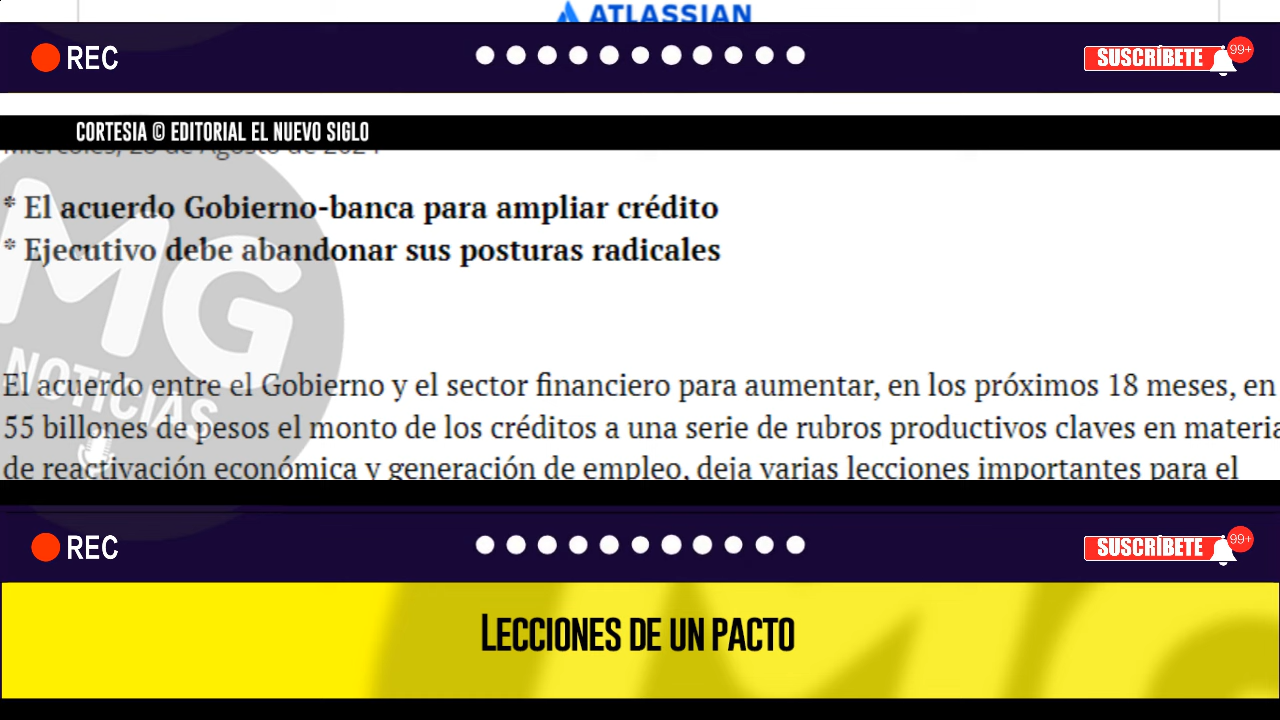 ATLASSIAN
REC
SUSCRÍBETE
99+
CORTESIA © EDITORIAL EL NUEVO SIGLO
* El acuerdo Gobierno-banca para ampliar crédito
* Ejecutivo debe abandonar sus posturas radicales
MG
NOTICIAS
El acuerdo entre el Gobierno y el sector financiero para aumentar, en los próximos 18 meses, en
55 billones de pesos el monto de los créditos a una serie de rubros productivos claves en materia
de reactivación económica y generación de empleo, deja varias lecciones importantes para el
REC
SUSCRÍBETE
99+
LECCIONES DE UN PACTO